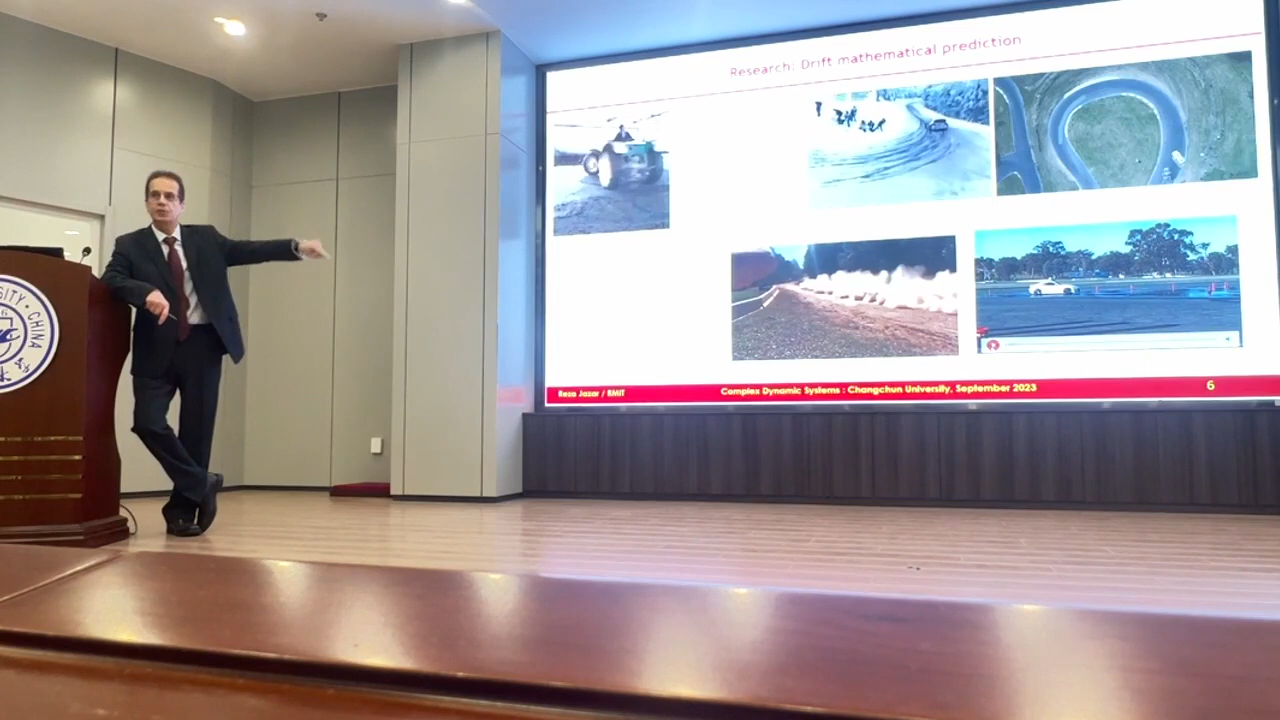 Research: Drift mathematical prediction
SITY · CHINA
Reza Jazar / RMIT
Complex Dynamic Systems : Changchun University, September 2023
6